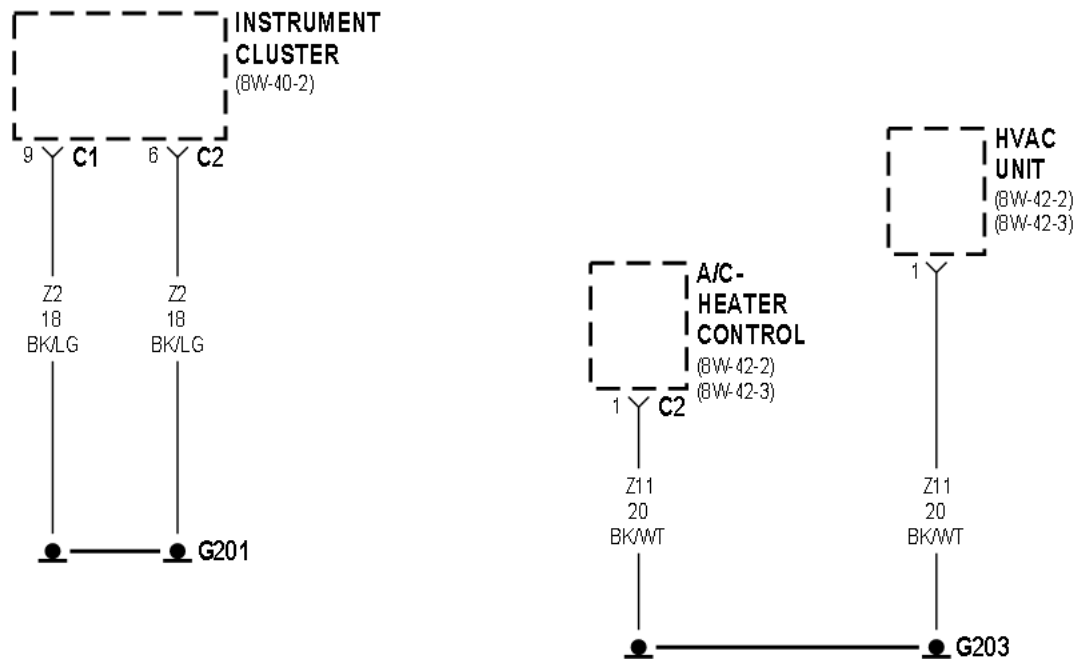 INSTRUMENT
CLUSTER
(8W-40-2)
9 C1 6 C2
Z2
18
BK/LG
Z2
18
BK/LG
G201
HVAC
UNIT
(8W-42-2)
(8W-42-3)
1
A/C-
HEATER
CONTROL
(8W-42-2)
(8W-42-3)
1 C2
Z11
20
BK/WT
Z11
20
BK/WT
G203